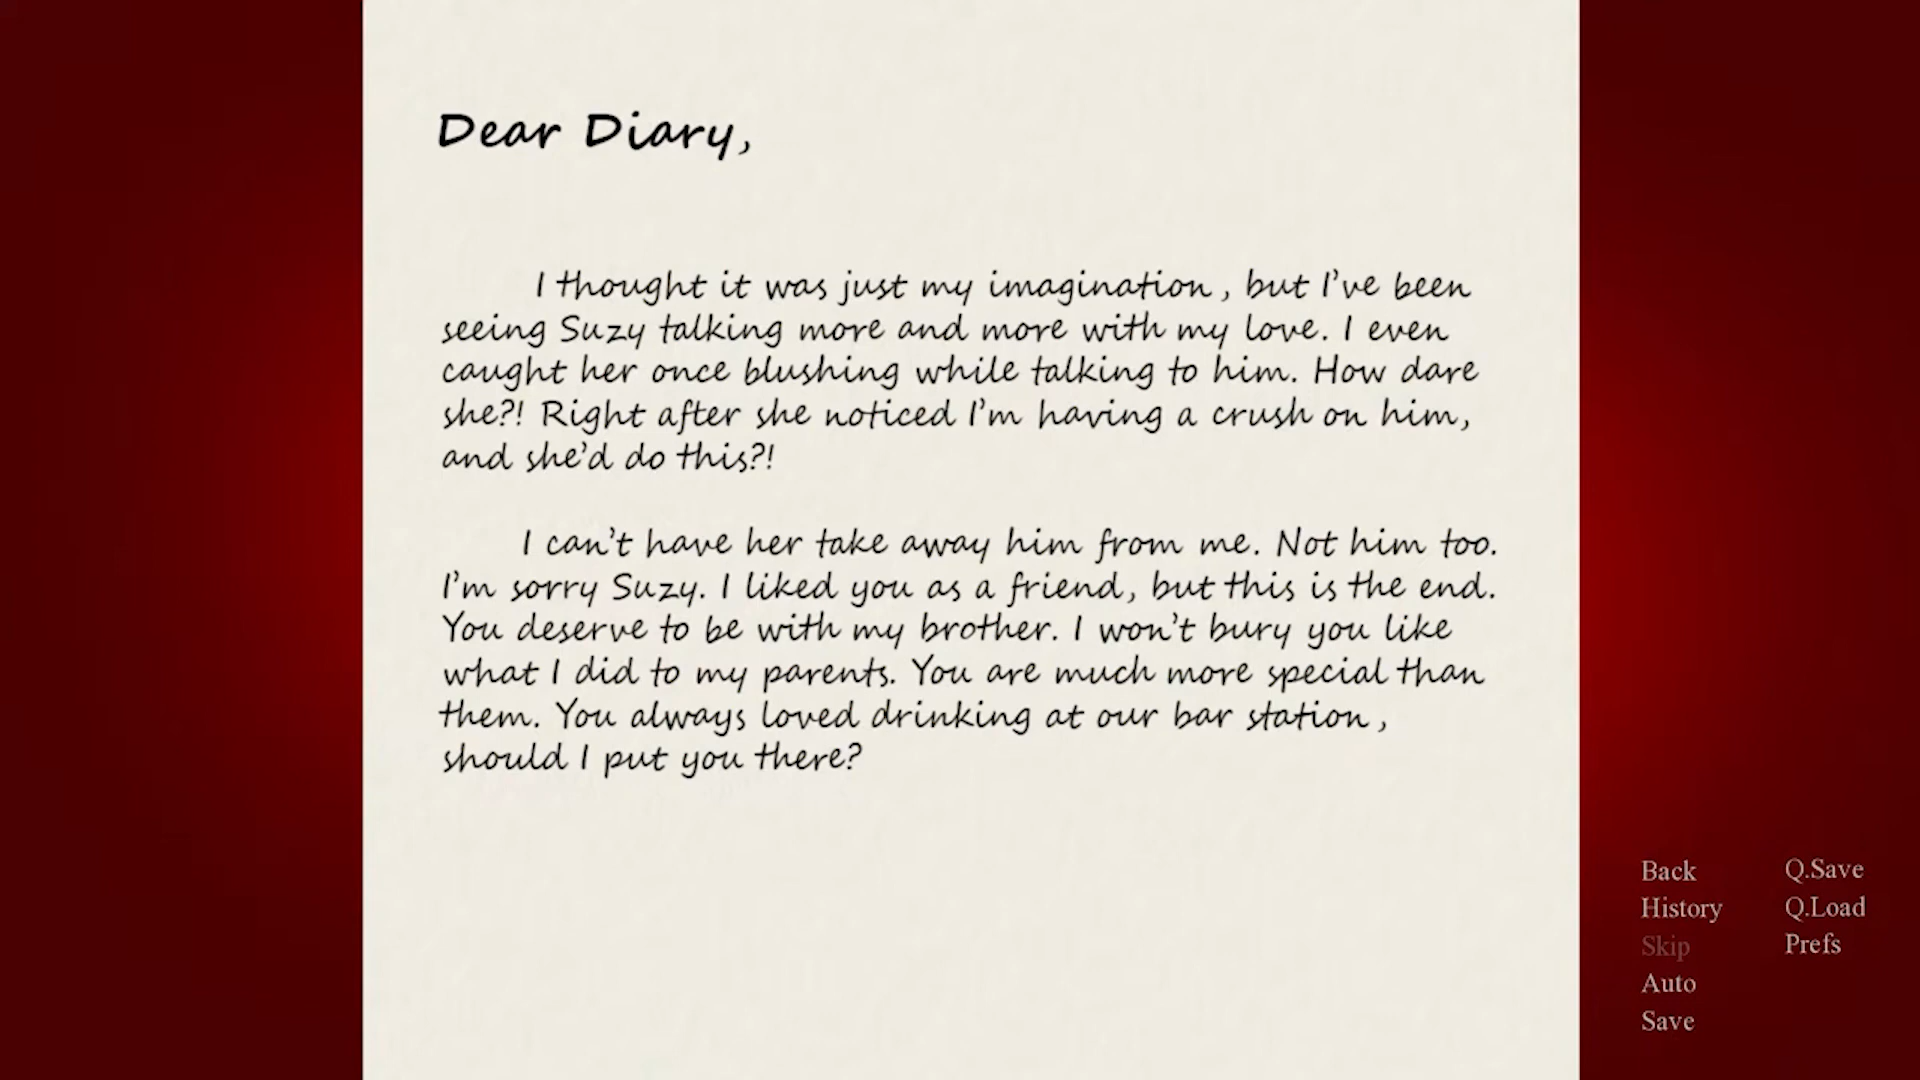 Dear Diary,
I thought it was just my imagination, but I've been
seeing Suzy talking more and more with my love. I even
caught her once blushing while talking to him. How dare
she?! Right after she noticed I'm having a crush on him,
and she'd do this?!
I can't have her take away him from me. Not him too.
I'm sorry Suzy. I liked you as a friend, but this is the end.
You deserve to be with my brother. I won't bury you like
what I did to my parents. You are much more special than
them. You always loved drinking at our bar station,
should I put you there?
Back
History
Skip
Auto
Save
Q.Save
Q.Load
Prefs